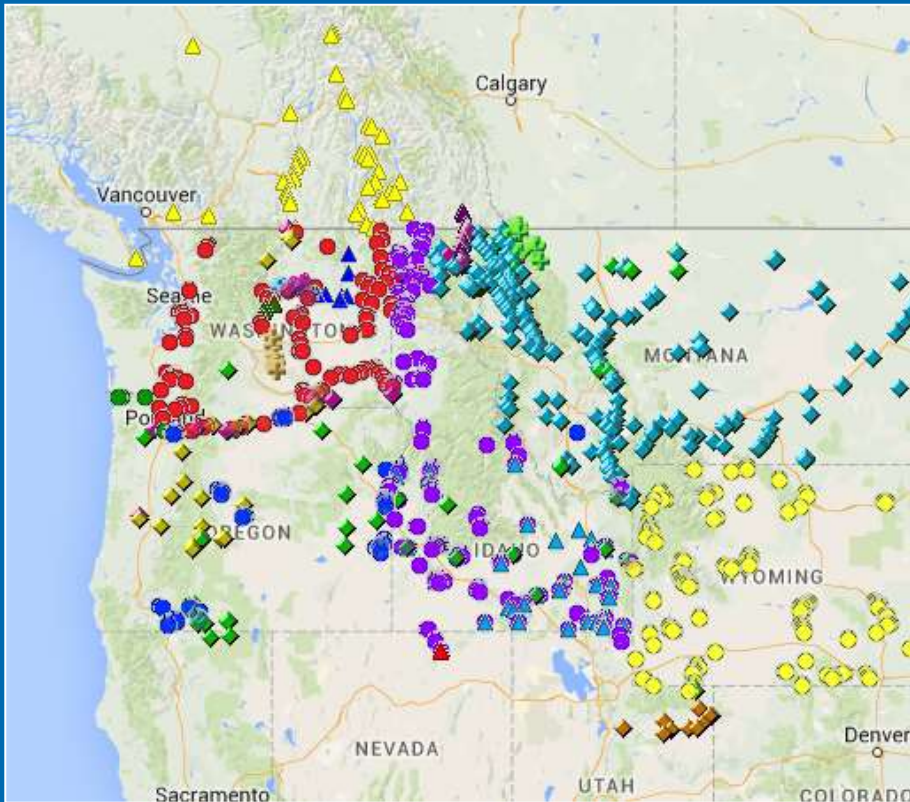 Calgary
Vancouver
Seattle
WASHINGTON
MONTANA
Portland
OREGON
IDAHO
WYOMING
NEVADA
Denver
UTAH
COLORADO
Sacramento